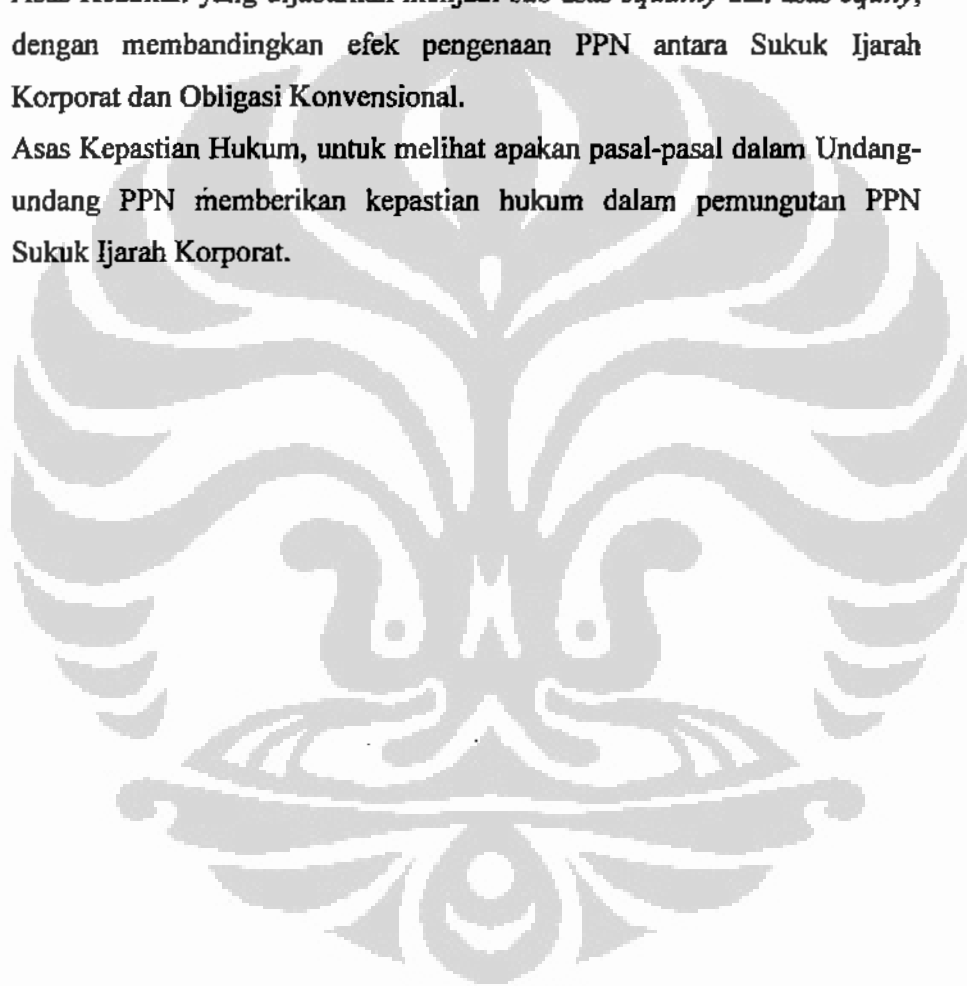 dengan membandingkan efek pengenaan PPN antara Sukuk Ijarah
Korporat dan Obligasi Konvensional.
Asas Kepastian Hukum, untuk melihat apakan pasal-pasal dalam Undang-
undang PPN memberikan kepastian hukum dalam pemungutan PPN
Sukuk Ijarah Korporat.